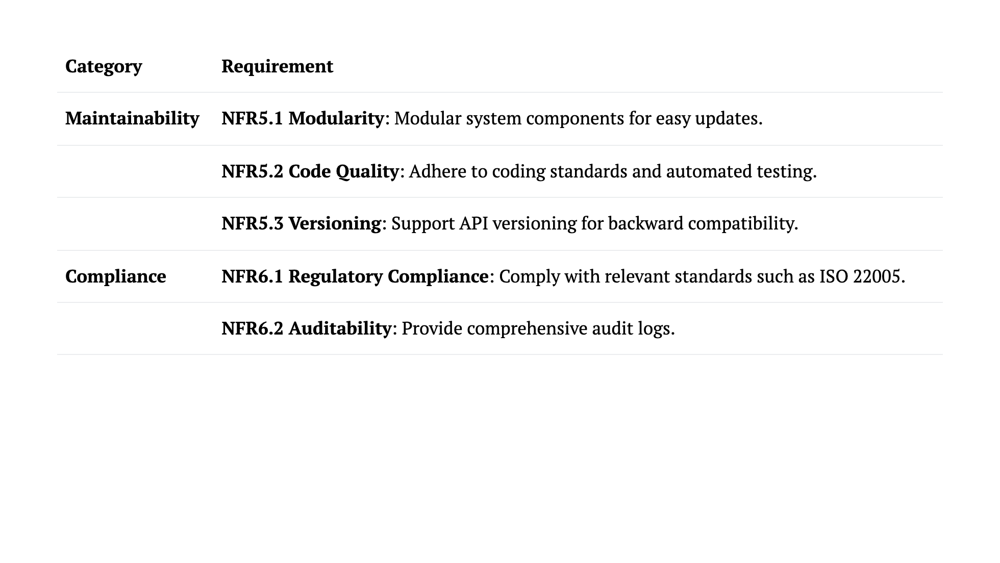 Category Requirement
Maintainability NFR5.1 Modularity: Modular system components for easy updates.
NFR5.2 Code Quality: Adhere to coding standards and automated testing.
NFR5.3 Versioning: Support API versioning for backward compatibility.
Compliance NFR6.1 Regulatory Compliance: Comply with relevant standards such as ISO 22005.
NFR6.2 Auditability: Provide comprehensive audit logs.